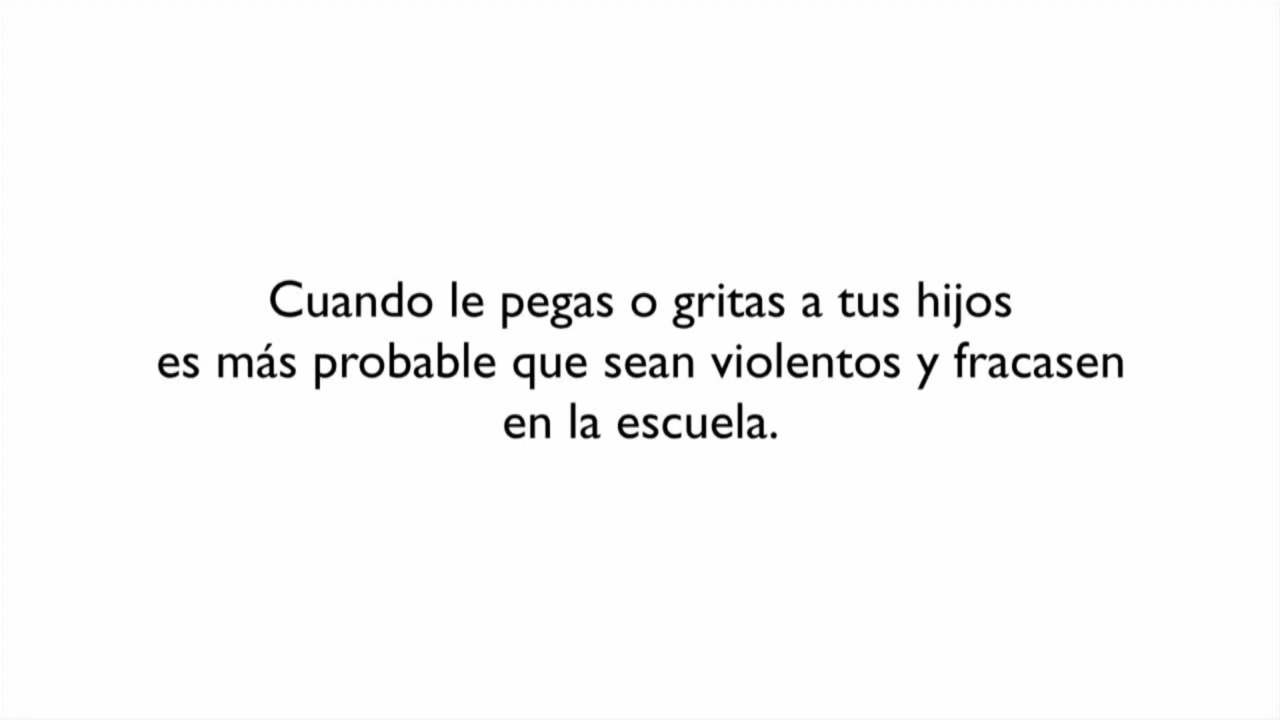 Cuando le pegas o gritas a tus hijos
es más probable que sean violentos y fracasen
en la escuela.